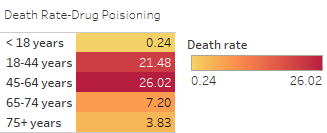 Death Rate-Drug Poisioning
< 18 years 0.24
18-44 years 21.48
45-64 years 26.02
65-74 years 7.20
75+ years 3.83
Death rate
0.24 26.02